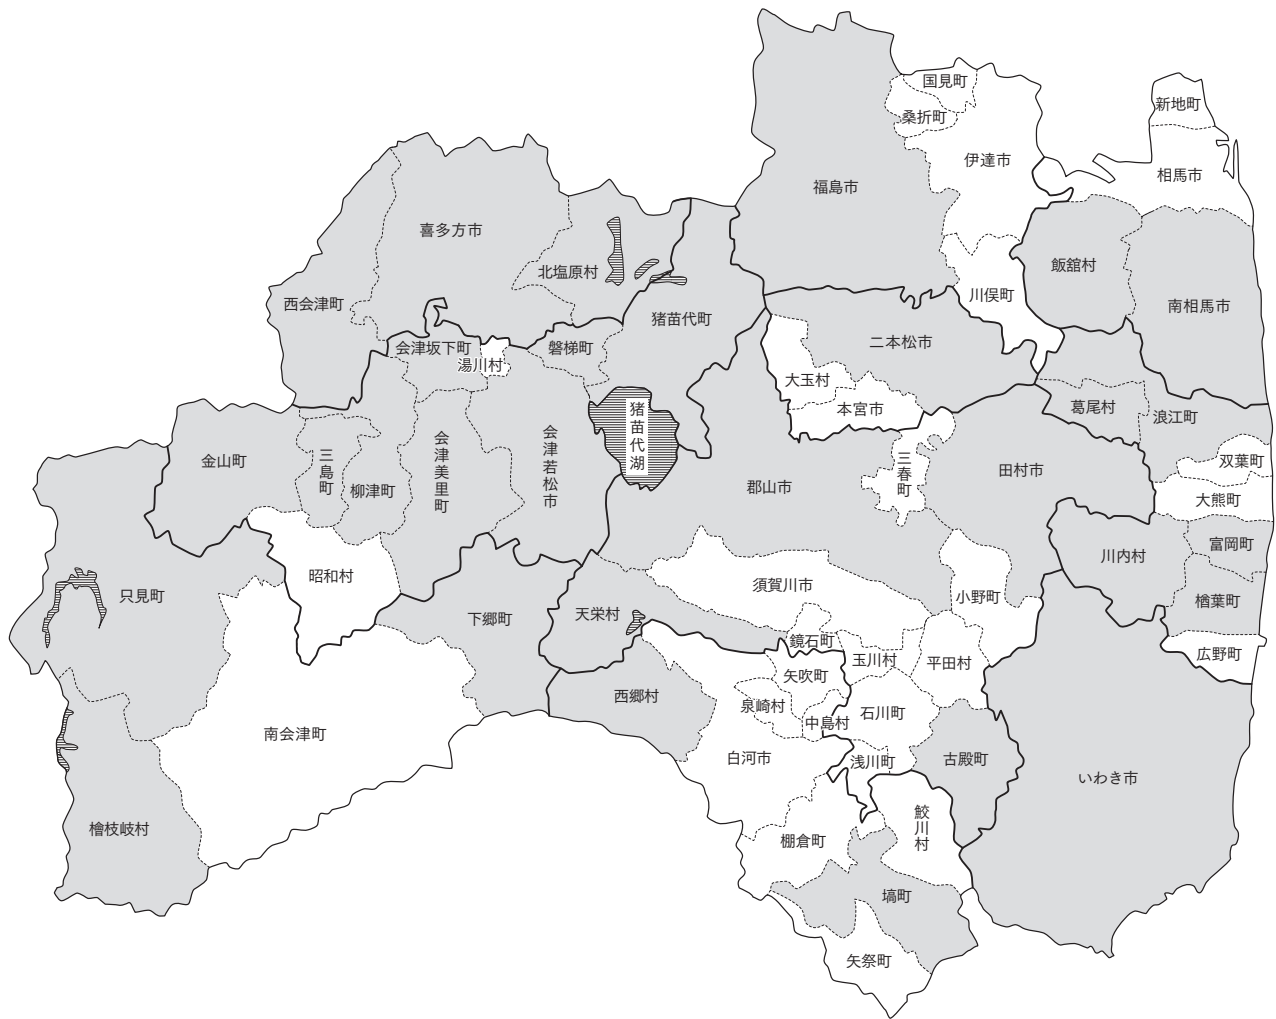 国見町
新地町
桑折町
伊達市
相馬市
福島市
喜多方市
北塩原村
飯舘村
西会津町
川俣町
南相馬市
猪苗代町
二本松市
会津坂下町
磐梯町
湯川村
大玉村
本宮市
葛尾村
浪江町
猪苗代湖
金山町
三島町
柳津町
会津美里町
会津若松市
郡山市
三春町
田村市
双葉町
大熊町
富岡町
川内村
昭和村
只見町
須賀川市
小野町
楢葉町
下郷町
天栄村
鏡石町
玉川村
平田村
広野町
矢吹町
西郷村
泉崎村
中島村
石川町
南会津町
白河市
浅川町
古殿町
いわき市
檜枝岐村
棚倉町
鮫川村
塙町
矢祭町